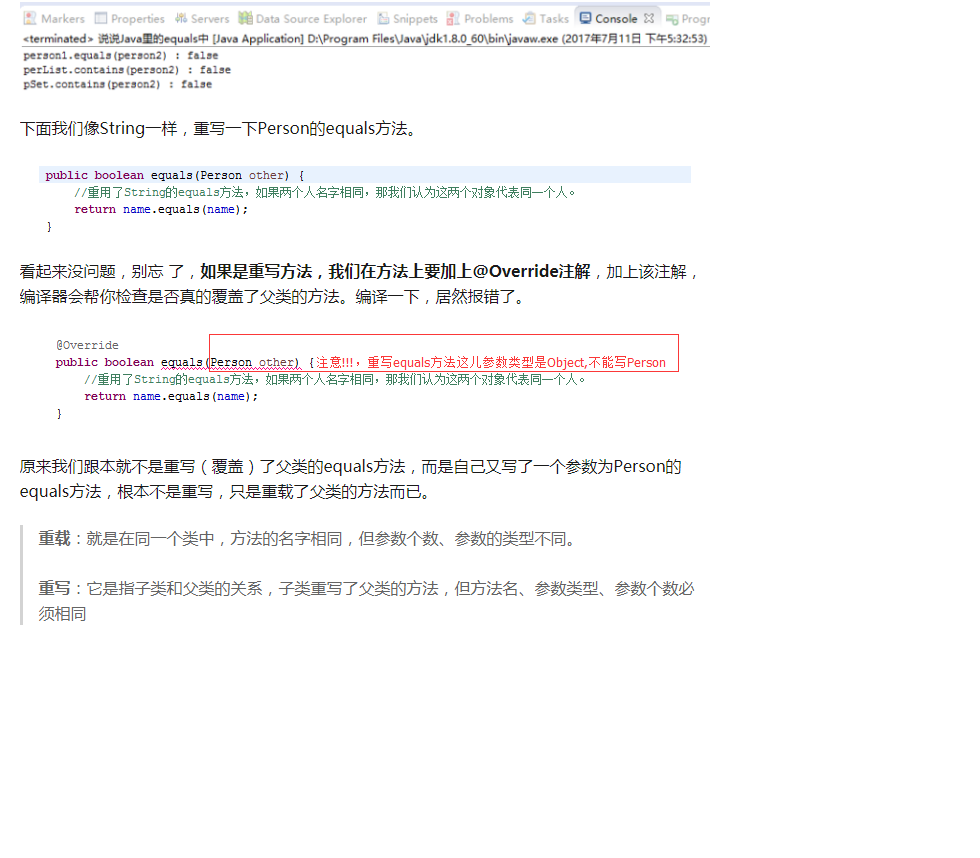 Markers Properties Servers Data Source Explorer Snippets Problems Tasks Console Progr
<terminated> 说说Java里的equals中 [Java Application] D:\Program Files\Java\jdk1.8.0_60\bin\javaw.exe (2017年7月11日 下午5:32:53)
person1.equals(person2) : false
perList.contains(person2) : false
pSet.contains(person2) : false
下面我们像String一样，重写一下Person的equals方法。
public boolean equals(Person other) {
//重用了String的equals方法，如果两个人名字相同，那我们认为这两个对象代表同一个人。
return name.equals(name);
}
看起来没问题，别忘 了，如果是重写方法，我们在方法上要加上@Override注解，加上该注解，
编译器会帮你检查是否真的覆盖了父类的方法。编译一下，居然报错了。
@Override
public boolean equals(Person other) {注意!!!，重写equals方法这儿参数类型是Object,不能写Person
//重用了String的equals方法，如果两个人名字相同，那我们认为这两个对象代表同一个人。
return name.equals(name);
}
原来我们跟本就不是重写（覆盖）了父类的equals方法，而是自己又写了一个参数为Person的
equals方法，根本不是重写，只是重载了父类的方法而已。
重载：就是在同一个类中，方法的名字相同，但参数个数、参数的类型不同。
重写：它是指子类和父类的关系，子类重写了父类的方法，但方法名、参数类型、参数个数必
须相同